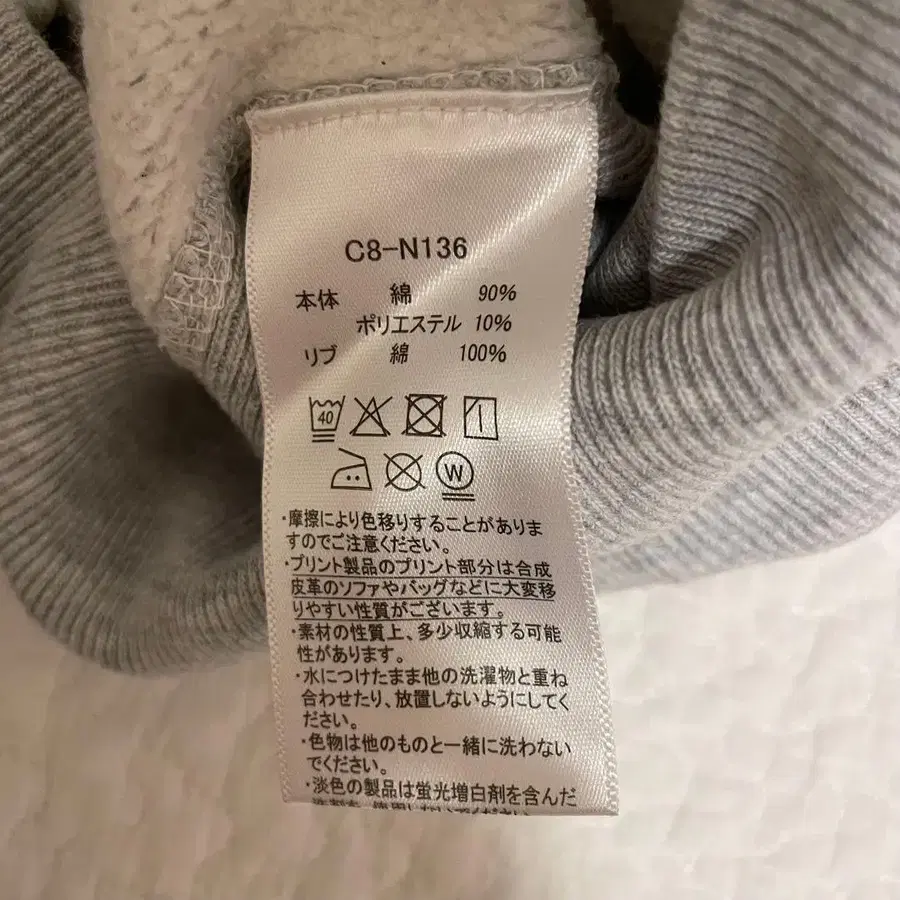 C8-N136
本体 綿 90%
ポリエステル 10%
リブ 綿 100%
40
W
・摩擦により色移りすることがありま
すのでご注意ください。
・プリント製品のプリント部分は合成
皮革のソファやバッグなどに大変移
りやすい性質がございます。
・素材の性質上、多少収縮する可能
性があります。
・水につけたまま他の洗濯物と重ね
合わせたり、放置しないようにしてく
ださい。
・色物は他のものと一緒に洗わない
でください。
・淡色の製品は蛍光増白剤を含んだ